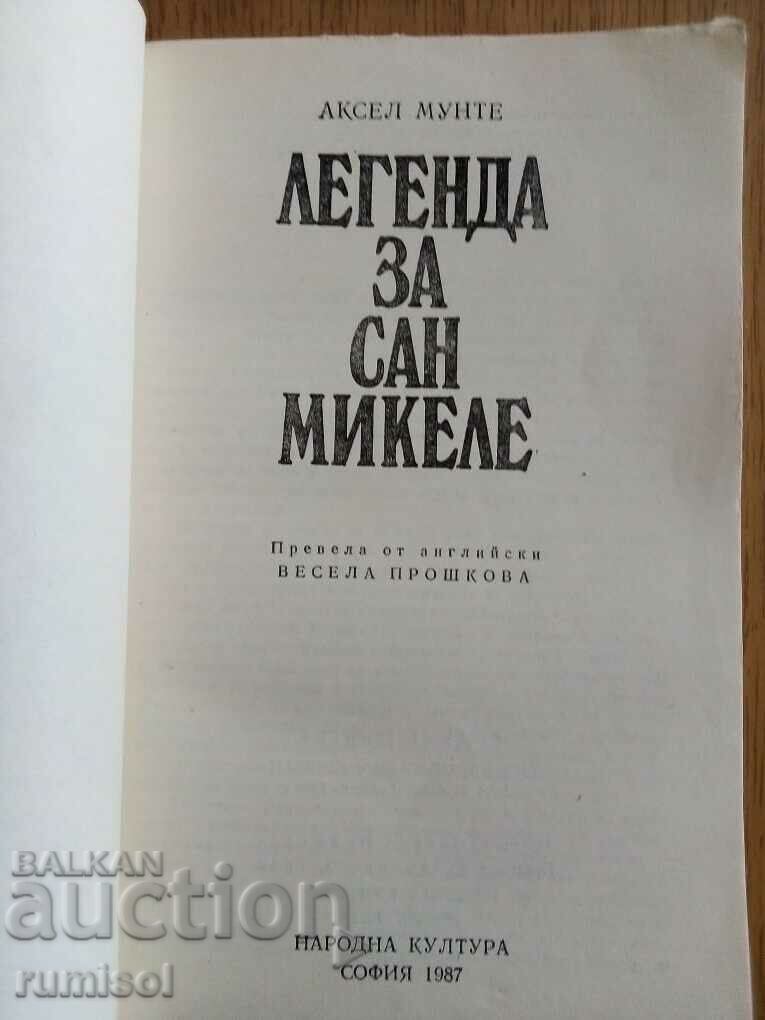 АКСЕЛ МУНТЕ
ЛЕГЕНДА
ЗА
САН
МИКЕЛЕ
Превела от английски
ВЕСЕЛА ПРОШКОВА
НАРОДНА КУЛТУРА
СОФИЯ 1987
BALKAN
auction
rumisol